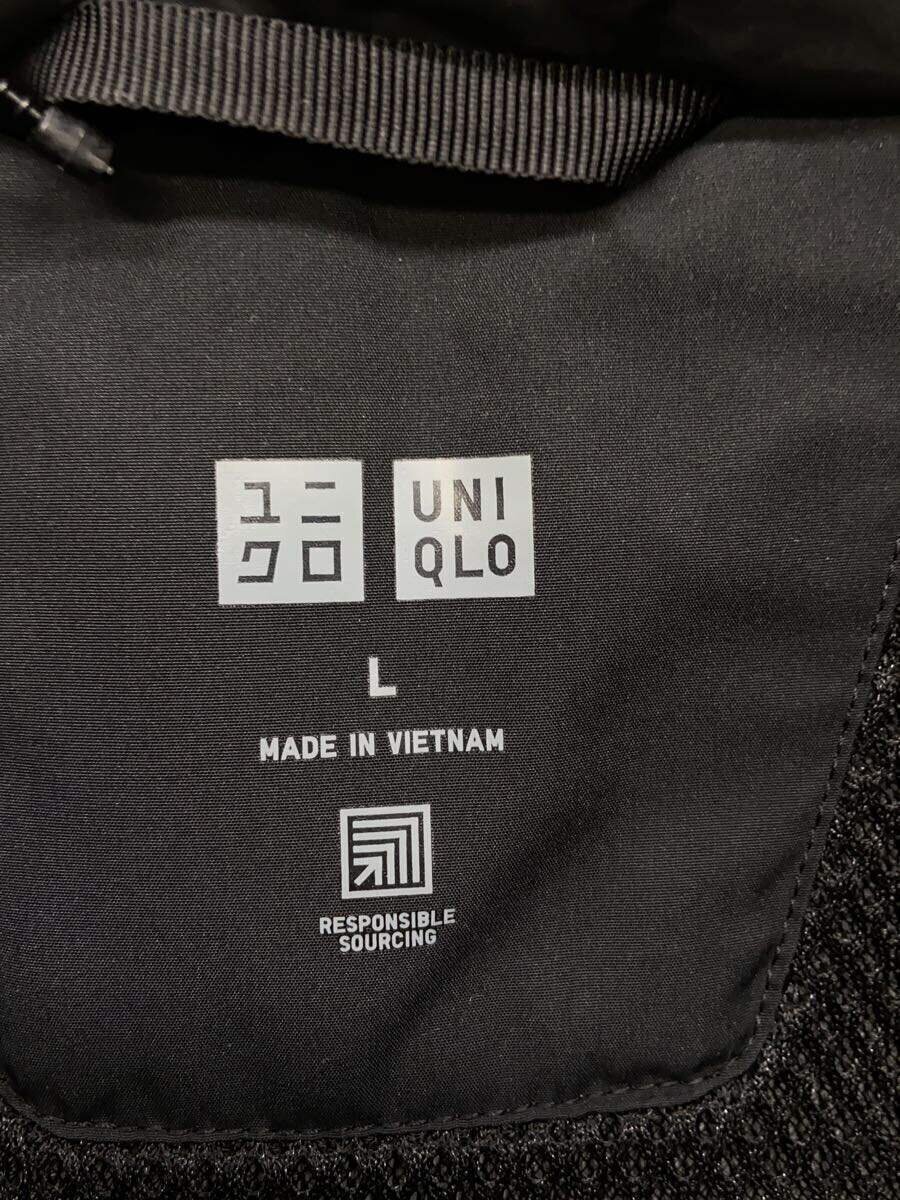 ユニ
クロ
UNI
QLO
L
MADE IN VIETNAM
RESPONSIBLE
SOURCING